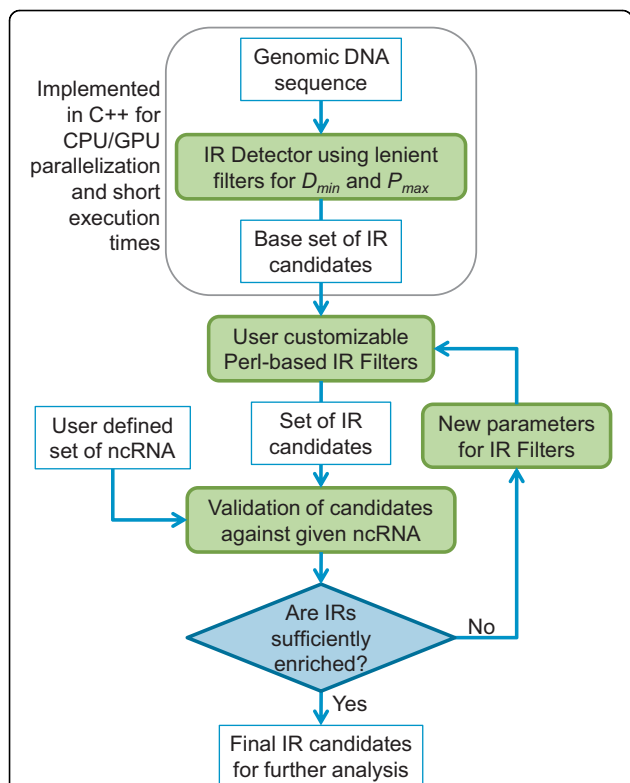 Genomic DNA
sequence
Implemented
in C++ for
CPU/GPU
parallelization
and short
execution
times
IR Detector using lenient
filters for Dmin and Pmax
Base set of IR
candidates
User customizable
Perl-based IR Filters
User defined
set of ncRNA
Set of IR
candidates
New parameters
for IR Filters
Validation of candidates
against given ncRNA
Are IRs
sufficiently
enriched?
No
Yes
Final IR candidates
for further analysis